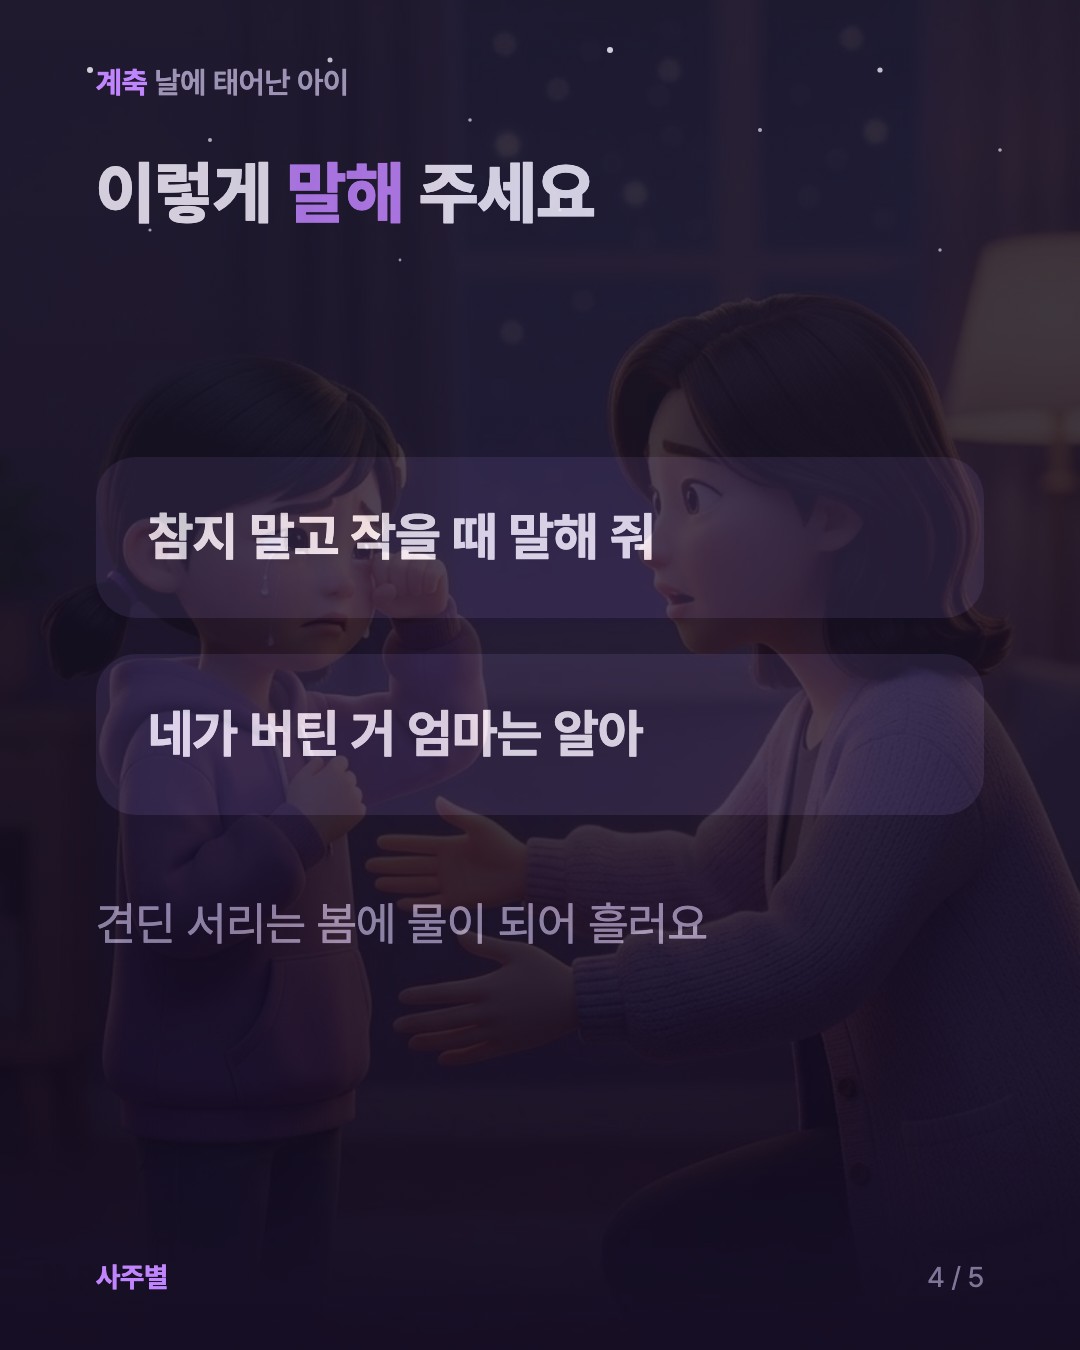 계축 날에 태어난 아이
이렇게 말해 주세요
참지 말고 작을 때 말해 줘
네가 버틴 거 엄마는 알아
견딘 서리는 봄에 물이 되어 흘러요
사주별
4 / 5